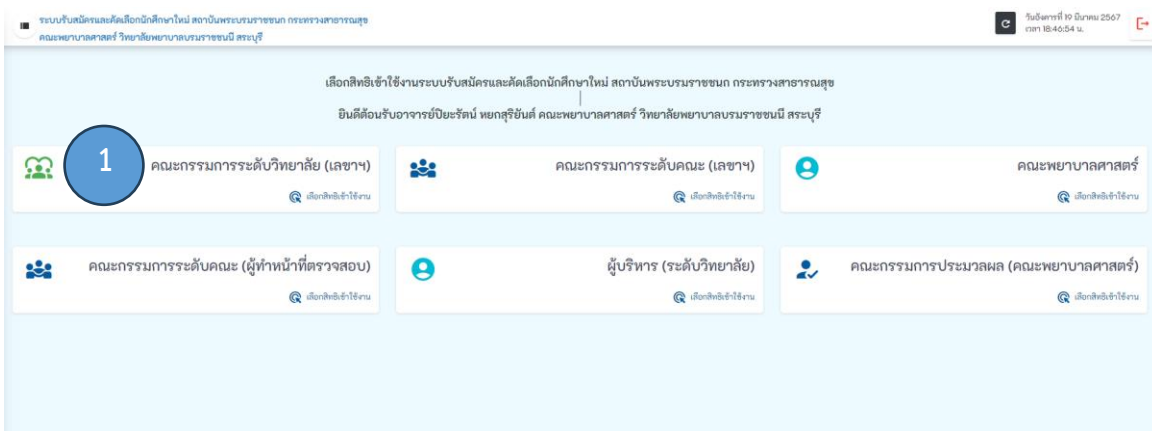 ระบบรับสมัครและคัดเลือกนักศึกษาใหม่ สถาบันพระบรมราชชนก กระทรวงสาธารณสุข
คณะพยาบาลศาสตร์ วิทยาลัยพยาบาลบรมราชชนนี สระบุรี
วันอังคารที่ 19 มีนาคม 2567
เวลา 18:46:54 น.
เลือกสิทธิเข้าใช้งานระบบรับสมัครและคัดเลือกนักศึกษาใหม่ สถาบันพระบรมราชชนก กระทรวงสาธารณสุข
ยินดีต้อนรับอาจารย์ปิยะรัตน์ หยกสุริยันต์ คณะพยาบาลศาสตร์ วิทยาลัยพยาบาลบรมราชชนนี สระบุรี
1
คณะกรรมการระดับวิทยาลัย (เลขาฯ)
เลือกสิทธิเข้าใช้งาน
คณะกรรมการระดับคณะ (เลขาฯ)
เลือกสิทธิเข้าใช้งาน
คณะพยาบาลศาสตร์
เลือกสิทธิเข้าใช้งาน
คณะกรรมการระดับคณะ (ผู้ทำหน้าที่ตรวจสอบ)
เลือกสิทธิเข้าใช้งาน
ผู้บริหาร (ระดับวิทยาลัย)
เลือกสิทธิเข้าใช้งาน
คณะกรรมการประมวลผล (คณะพยาบาลศาสตร์)
เลือกสิทธิเข้าใช้งาน